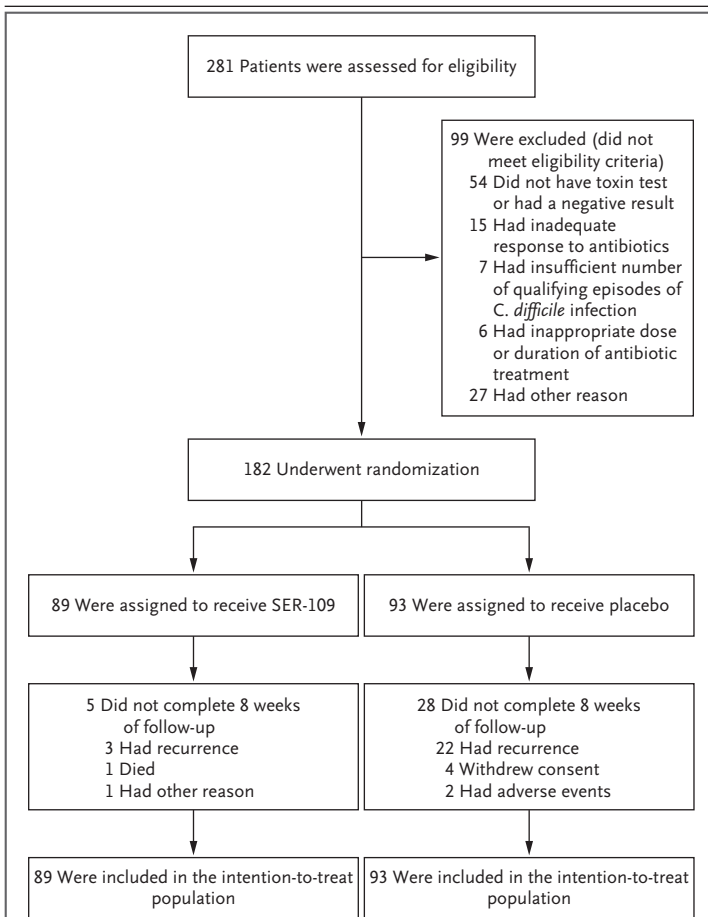 281 Patients were assessed for eligibility
99 Were excluded (did not
meet eligibility criteria)
54 Did not have toxin test
or had a negative result
15 Had inadequate
response to antibiotics
7 Had insufficient number
of qualifying episodes of
C. difficile infection
6 Had inappropriate dose
or duration of antibiotic
treatment
27 Had other reason
182 Underwent randomization
89 Were assigned to receive SER-109
93 Were assigned to receive placebo
5 Did not complete 8 weeks
of follow-up
3 Had recurrence
1 Died
1 Had other reason
28 Did not complete 8 weeks
of follow-up
22 Had recurrence
4 Withdrew consent
2 Had adverse events
89 Were included in the intention-to-treat
population
93 Were included in the intention-to-treat
population